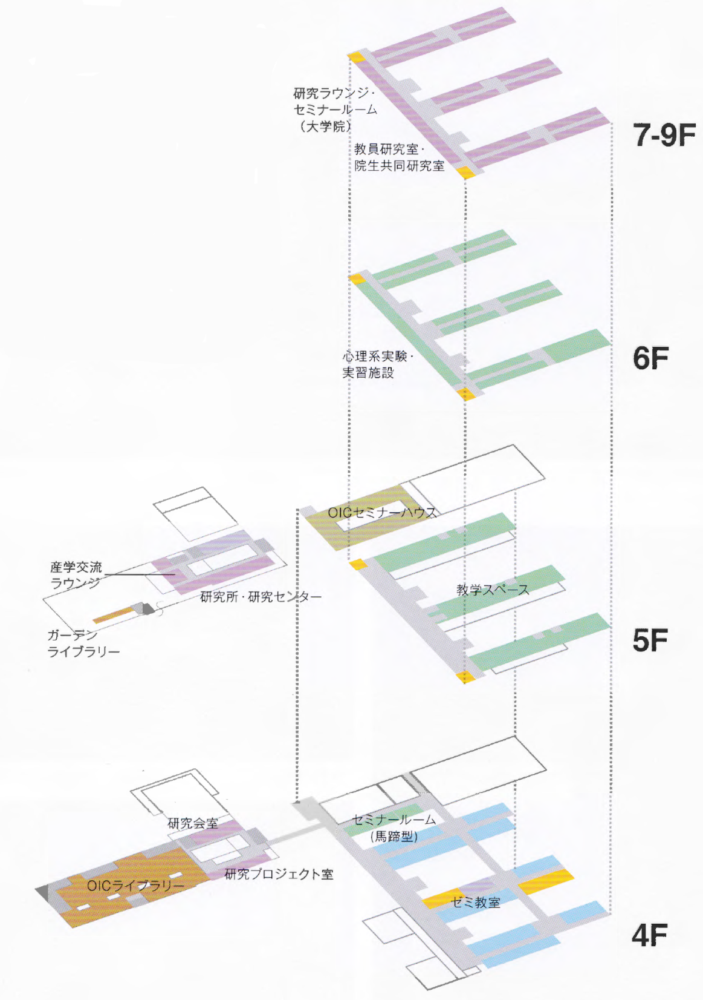 研究ラウンジ・
セミナールーム
（大学院）
教員研究室・
院生共同研究室
7-9F
心理系実験・
実習施設
6F
OICセミナーハウス
産学交流
ラウンジ
研究所・研究センター
教学スペース
ガーデン
ライブラリー
5F
セミナールーム
(馬蹄型)
研究会室
研究プロジェクト室
OICライブラリー
ゼミ教室
4F